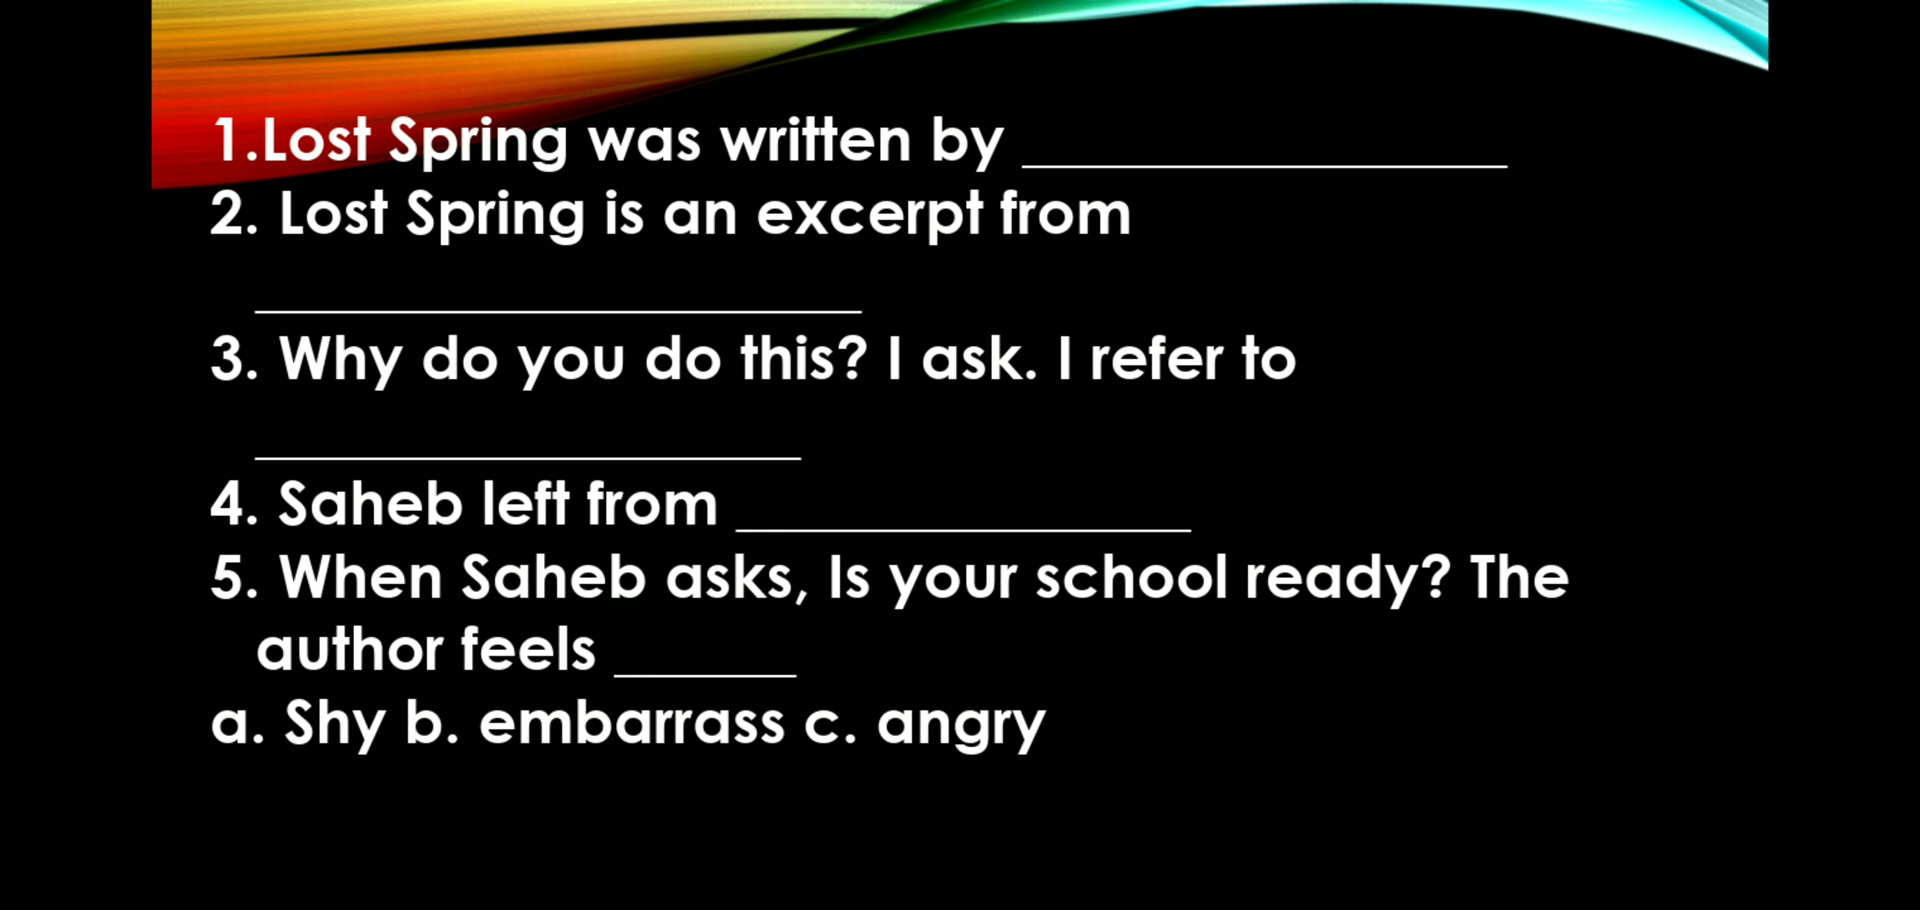 1.Lost Spring was written by ________________
2. Lost Spring is an excerpt from
____________________
3. Why do you do this? I ask. I refer to
__________________
4. Saheb left from _______________
5. When Saheb asks, Is your school ready? The
author feels ______
a. Shy b. embarrass c. angry